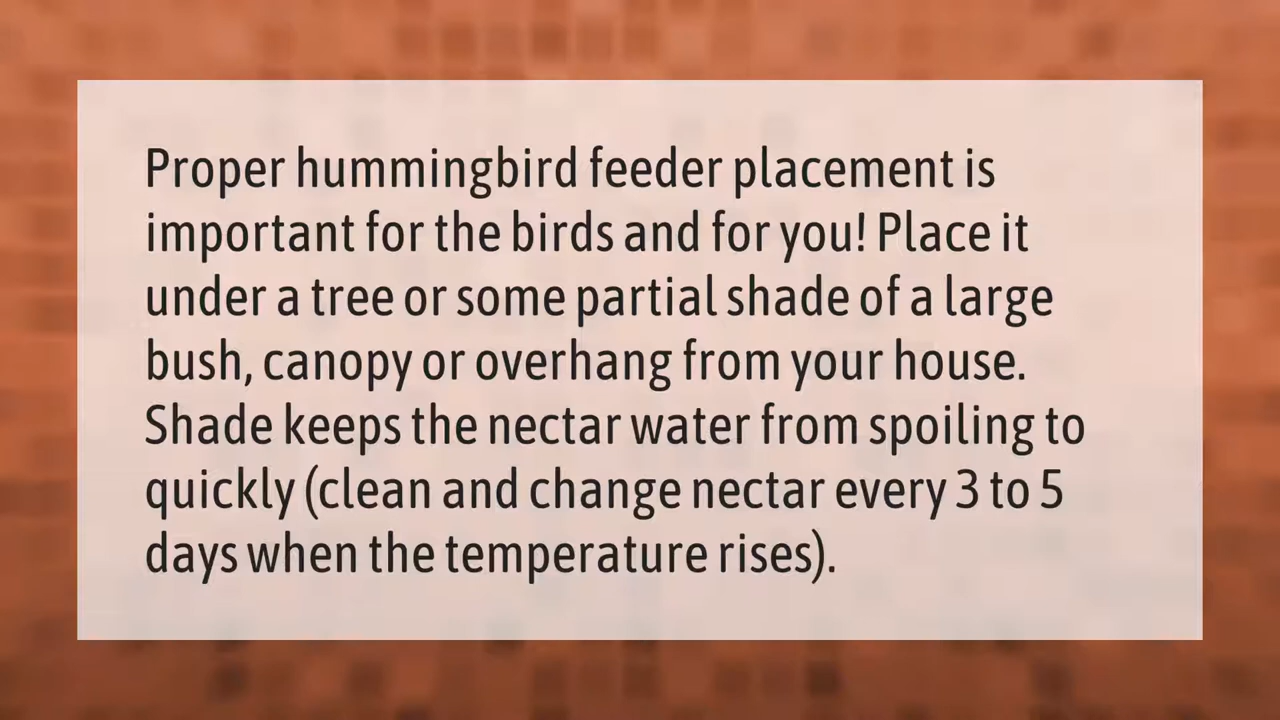 Proper hummingbird feeder placement is
important for the birds and for you! Place it
under a tree or some partial shade of a large
bush, canopy or overhang from your house.
Shade keeps the nectar water from spoiling to
quickly (clean and change nectar every 3 to 5
days when the temperature rises).